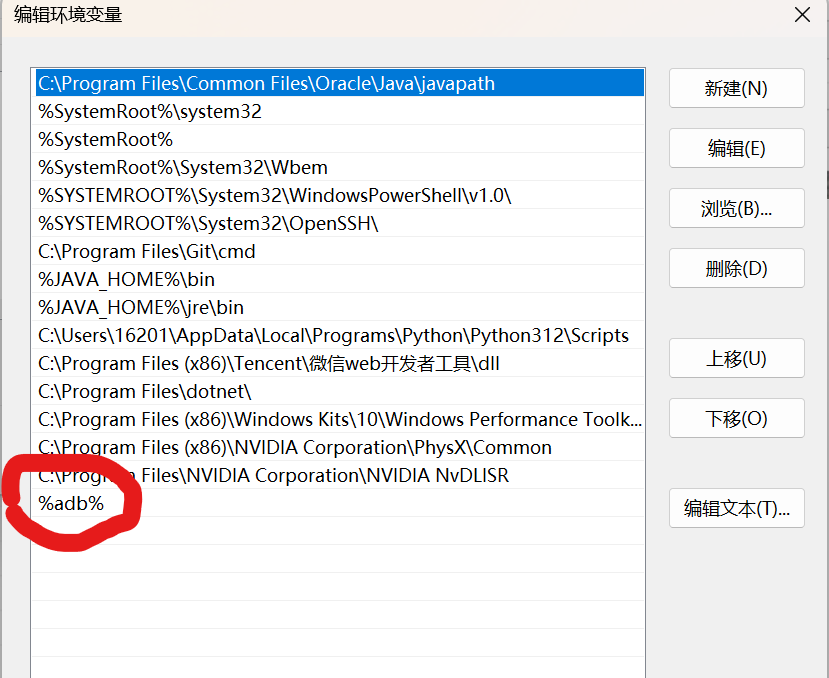 编辑环境变量
C:\Program Files\Common Files\Oracle\Java\javapath
%SystemRoot%\system32
%SystemRoot%
%SystemRoot%\System32\Wbem
%SYSTEMROOT%\System32\WindowsPowerShell\v1.0\
%SYSTEMROOT%\System32\OpenSSH\
C:\Program Files\Git\cmd
%JAVA_HOME%\bin
%JAVA_HOME%\jre\bin
C:\Users\16201\AppData\Local\Programs\Python\Python312\Scripts
C:\Program Files (x86)\Tencent\微信web开发者工具\dll
C:\Program Files\dotnet\
C:\Program Files (x86)\Windows Kits\10\Windows Performance Toolk...
C:\Program Files (x86)\NVIDIA Corporation\PhysX\Common
C:\Program Files\NVIDIA Corporation\NVIDIA NvDLISR
%adb%
新建(N)
编辑(E)
浏览(B)...
删除(D)
上移(U)
下移(O)
编辑文本(T)...